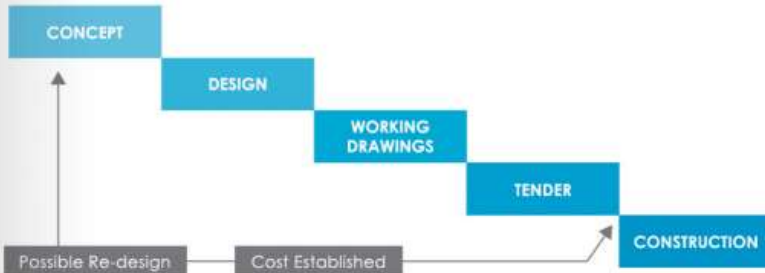 CONCEPT
DESIGN
WORKING
DRAWINGS
TENDER
CONSTRUCTION
Possible Re-design
Cost Established